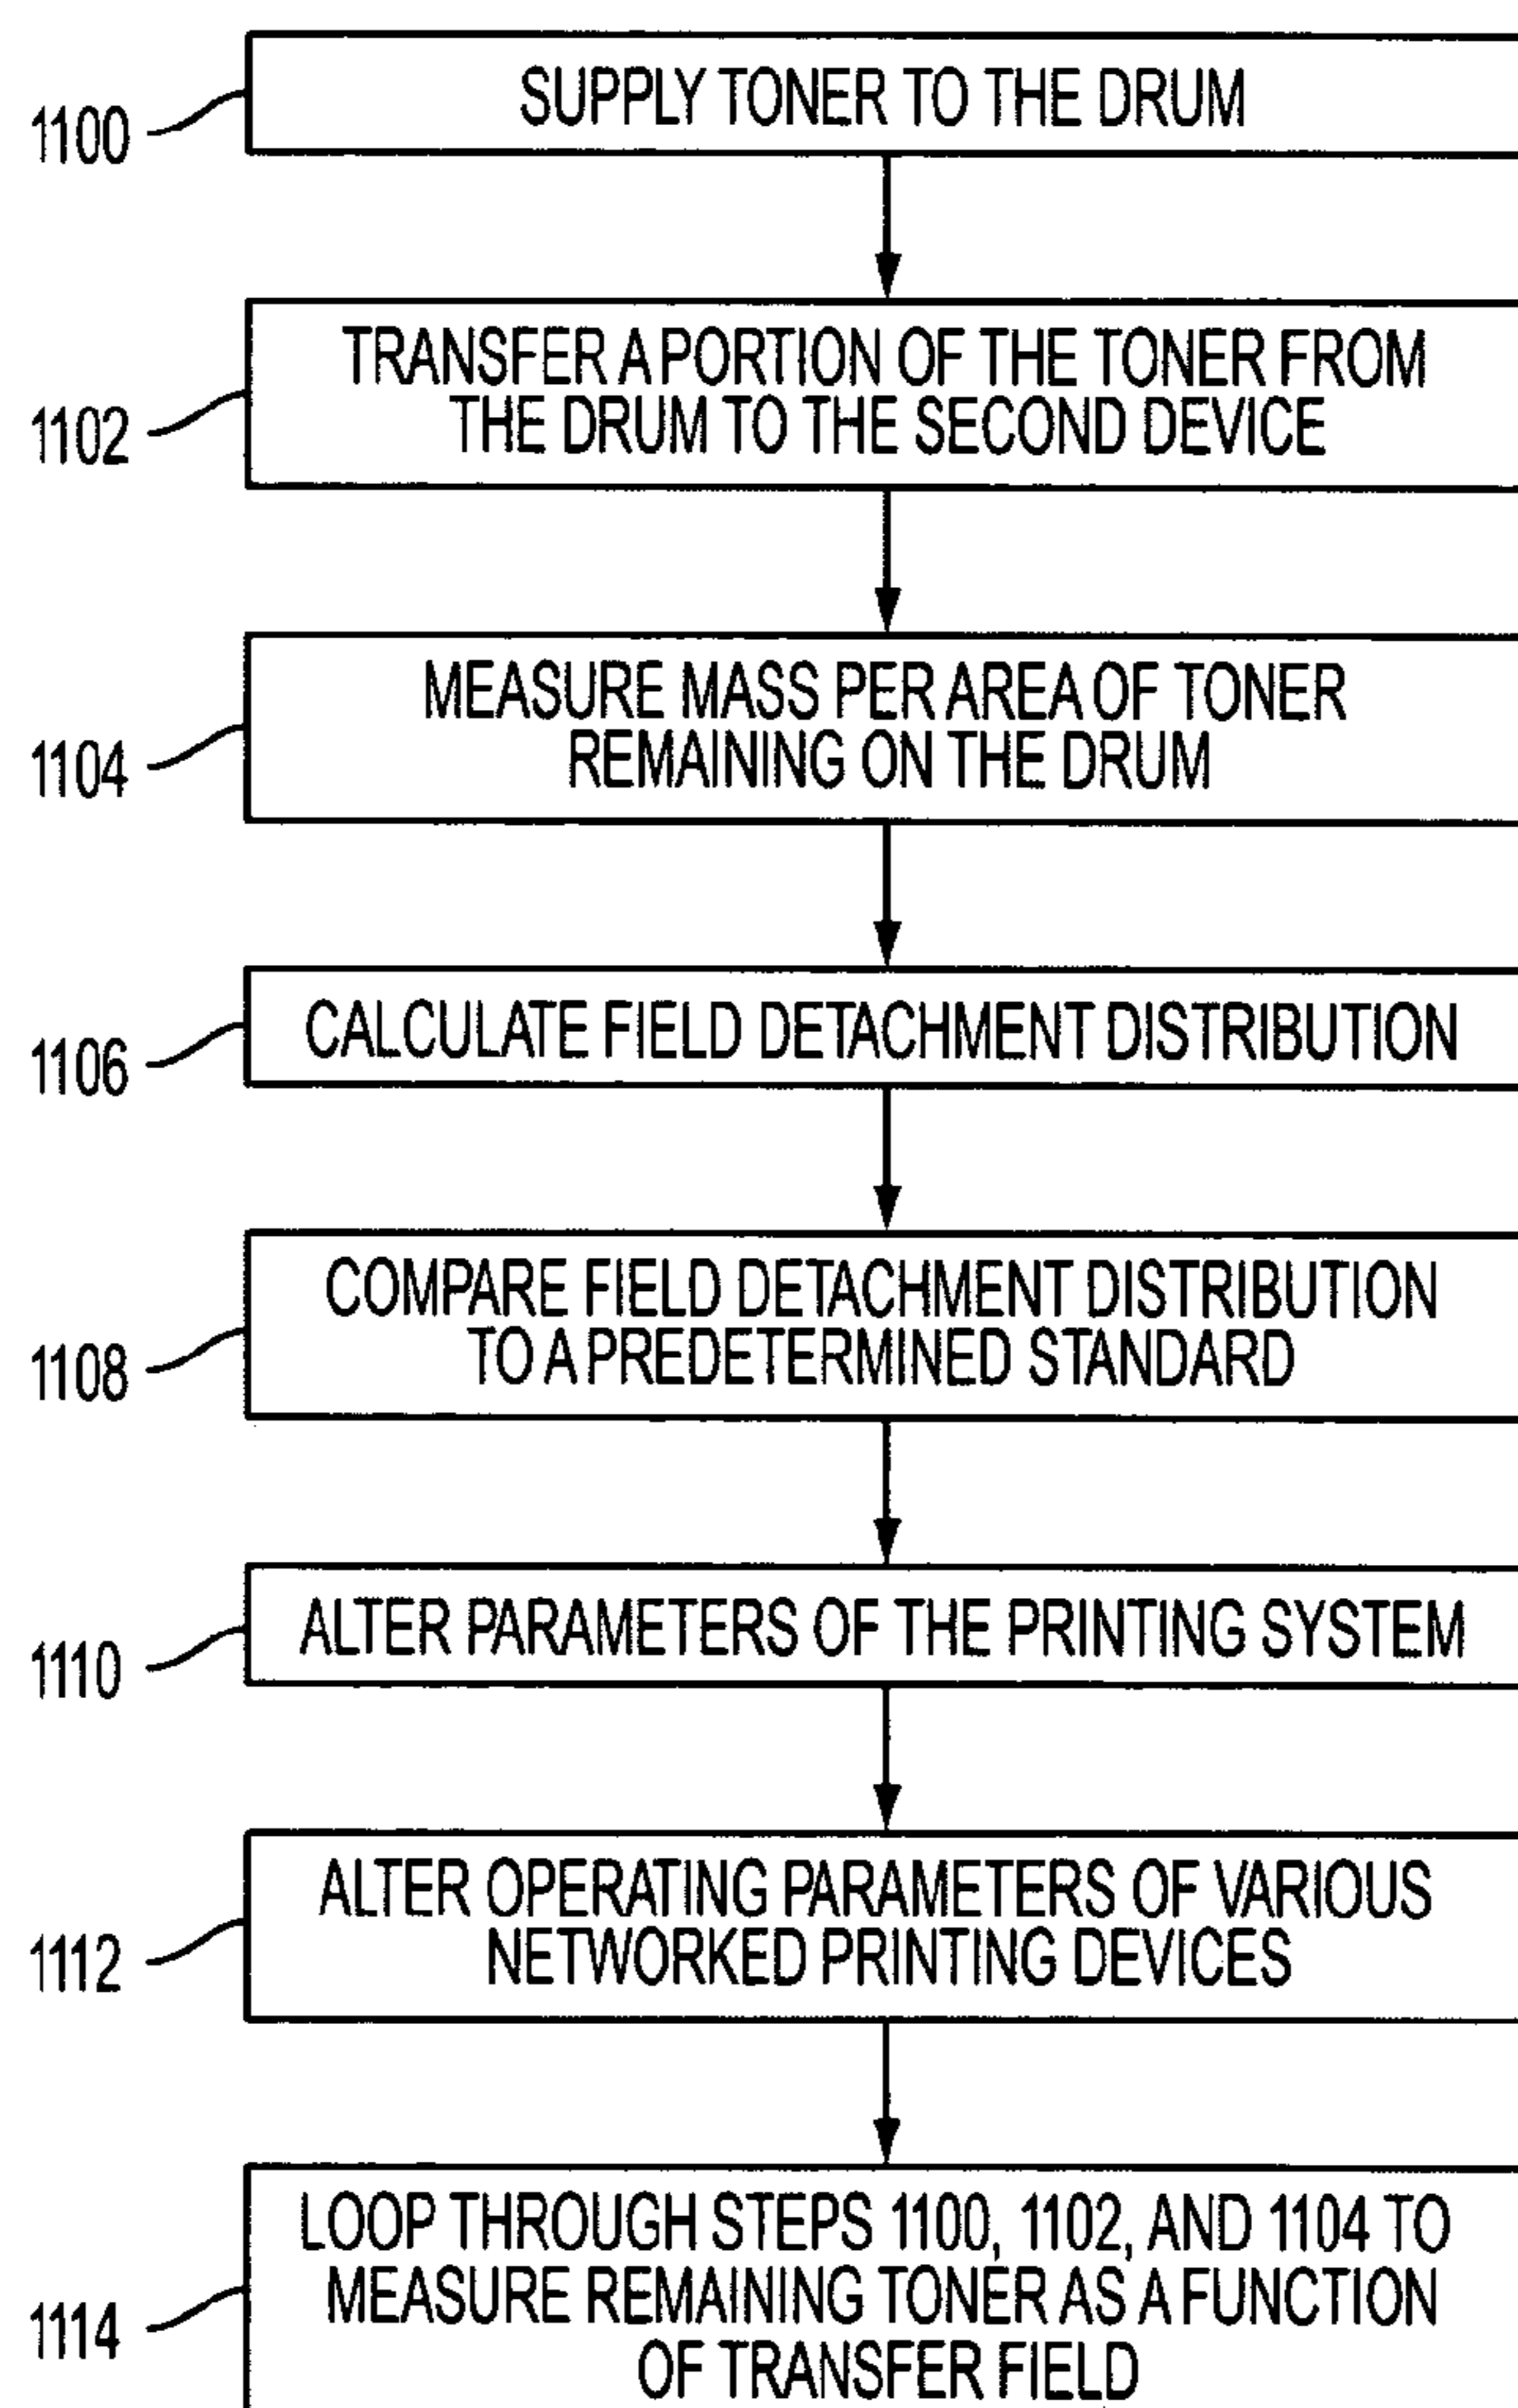 1100
SUPPLY TONER TO THE DRUM
1102
TRANSFER A PORTION OF THE TONER FROM
THE DRUM TO THE SECOND DEVICE
1104
MEASURE MASS PER AREA OF TONER
REMAINING ON THE DRUM
1106
CALCULATE FIELD DETACHMENT DISTRIBUTION
1108
COMPARE FIELD DETACHMENT DISTRIBUTION
TO A PREDETERMINED STANDARD
1110
ALTER PARAMETERS OF THE PRINTING SYSTEM
1112
ALTER OPERATING PARAMETERS OF VARIOUS
NETWORKED PRINTING DEVICES
1114
LOOP THROUGH STEPS 1100, 1102, AND 1104 TO
MEASURE REMAINING TONER AS A FUNCTION
OF TRANSFER FIELD